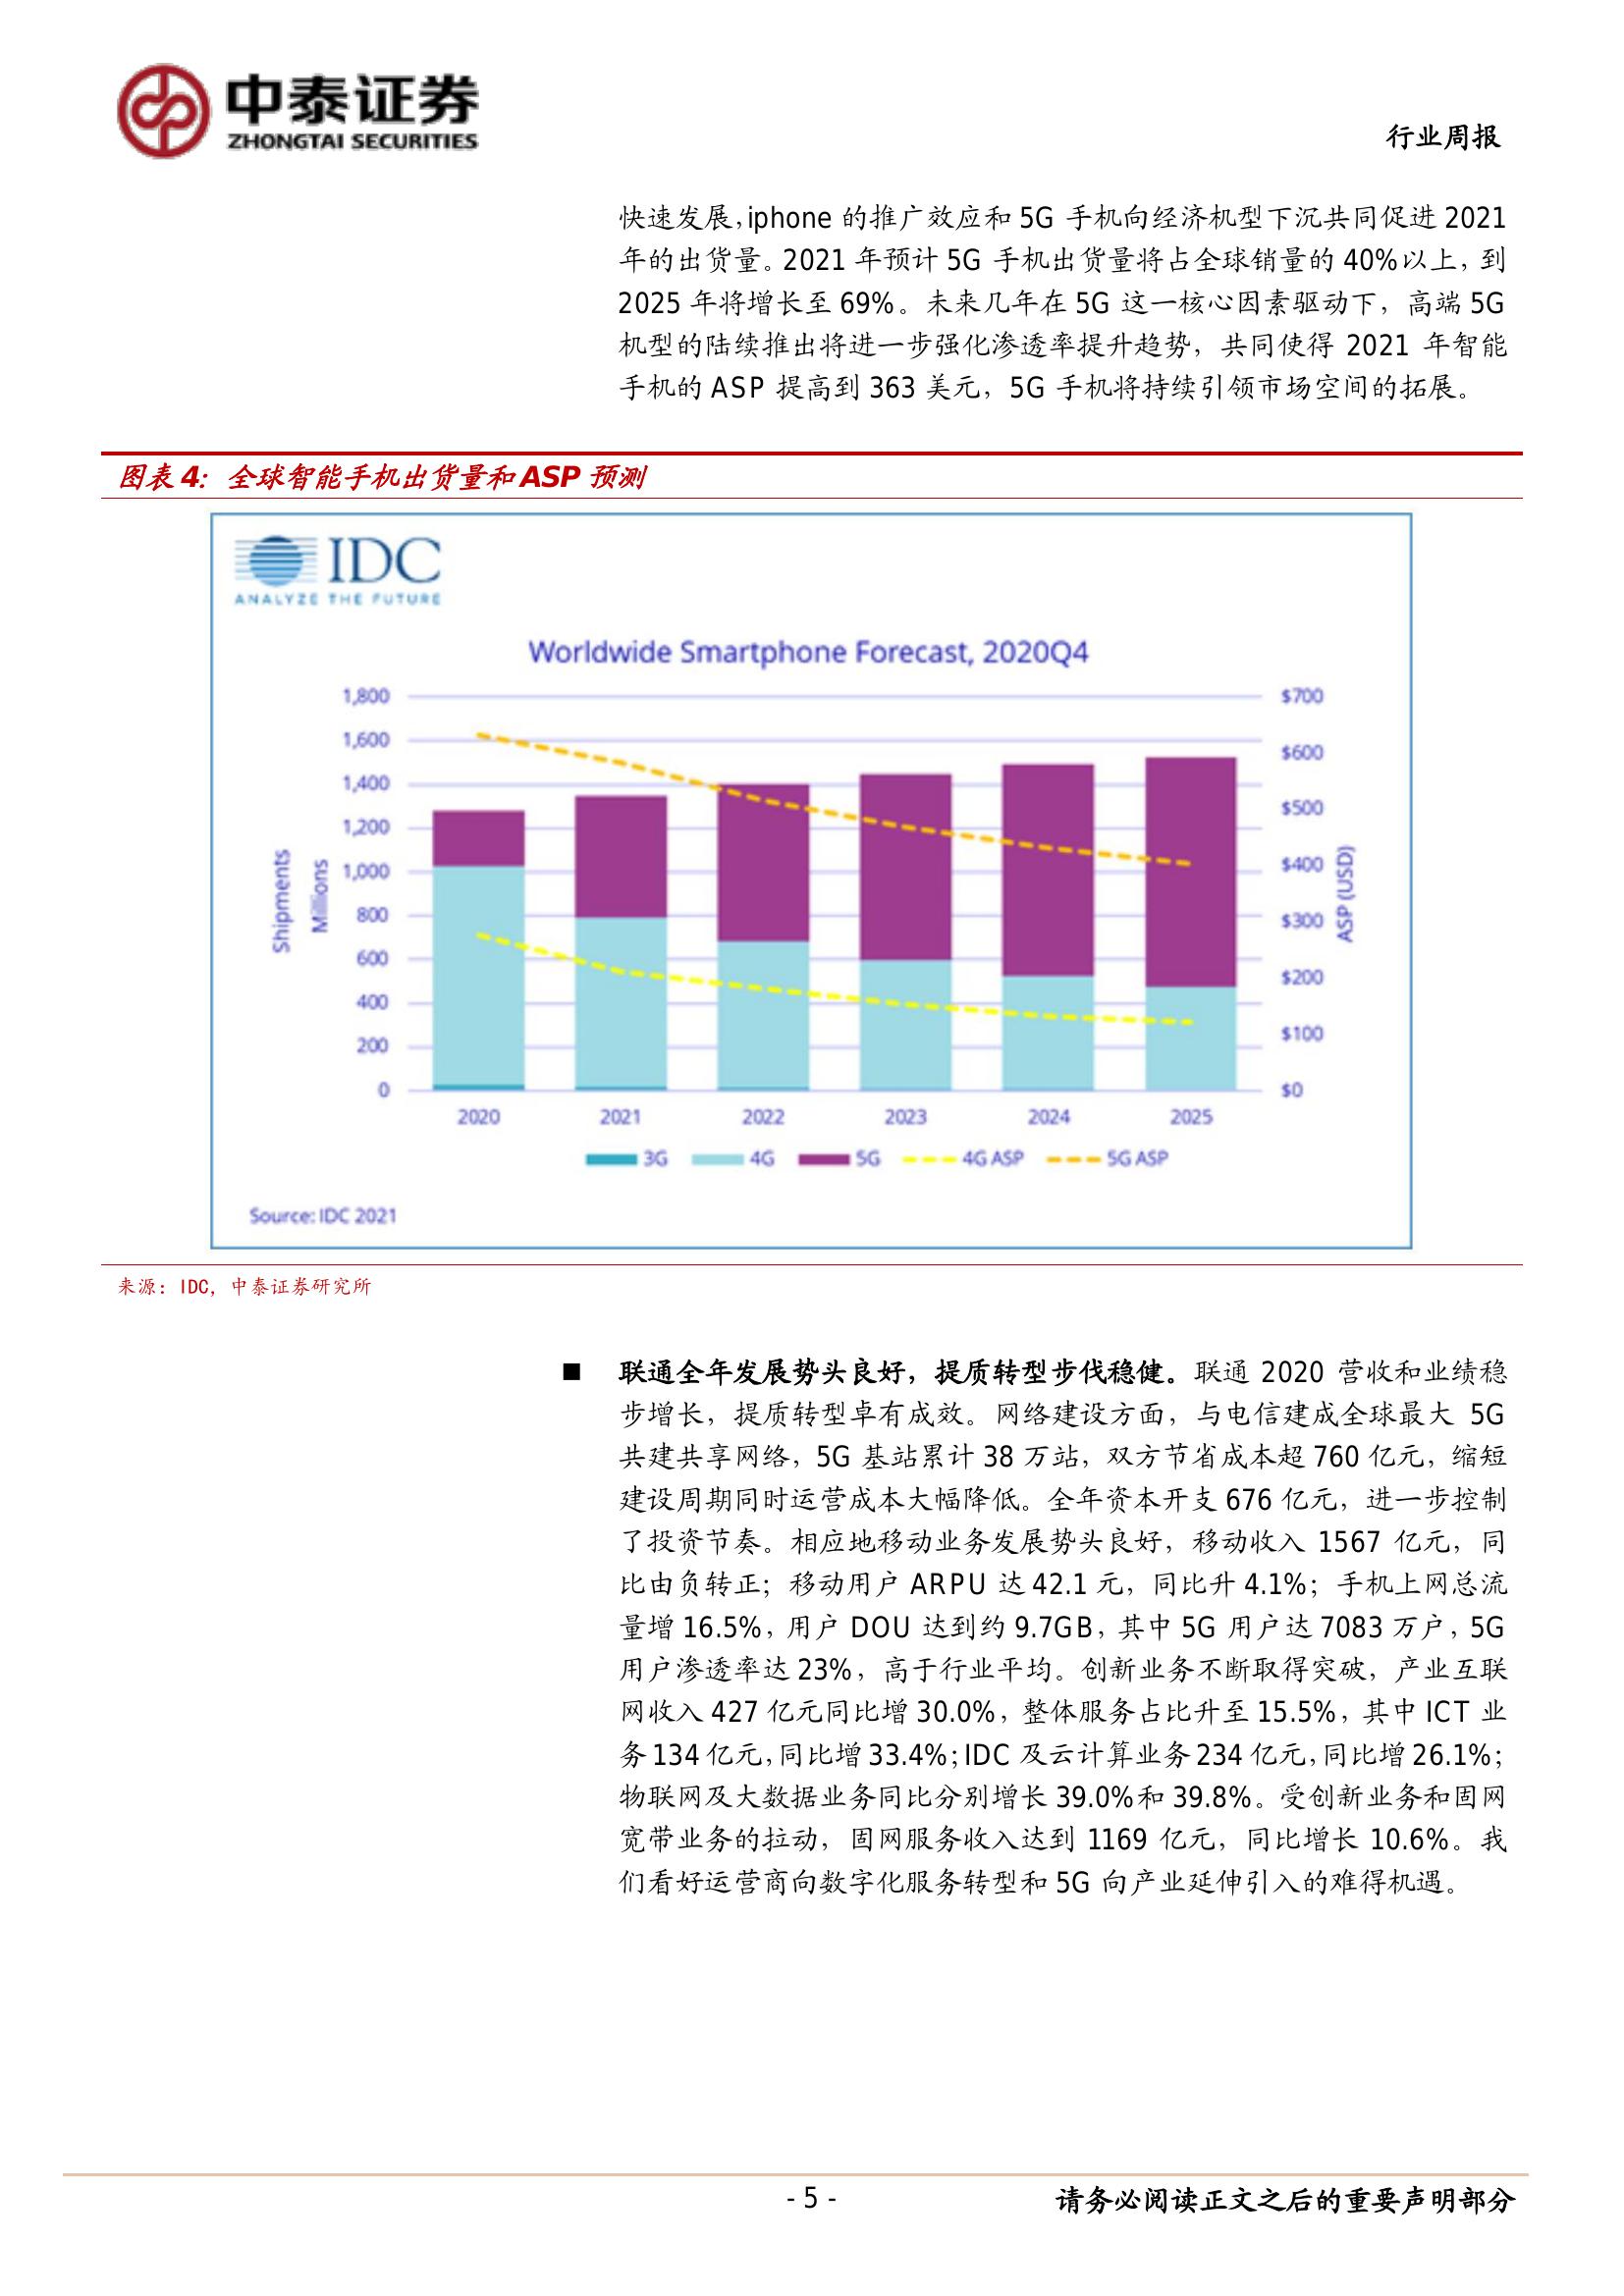 中泰证券
ZHONGTAI SECURITIES
行业周报
快速发展，iphone 的推广效应和 5G 手机向经济机型下沉共同促进 2021
年的出货量。2021 年预计 5G 手机出货量将占全球销量的 40%以上，到
2025 年将增长至 69%。未来几年在 5G 这一核心因素驱动下，高端 5G
机型的陆续推出将进一步强化渗透率提升趋势，共同使得 2021 年智能
手机的 ASP 提高到 363 美元，5G 手机将持续引领市场空间的拓展。
图表 4：全球智能手机出货量和 ASP 预测
IDC
ANALYZE THE FUTURE
Worldwide Smartphone Forecast, 2020Q4
1,800
1,600
1,400
1,200
1,000
800
600
400
200
0
Shipments
Millions
$700
$600
$500
$400
$300
$200
$100
$0
ASP (USD)
2020 2021 2022 2023 2024 2025
3G 4G 5G 4G ASP 5G ASP
Source: IDC 2021
来源：IDC，中泰证券研究所
■ 联通全年发展势头良好，提质转型步伐稳健。联通 2020 营收和业绩稳
步增长，提质转型卓有成效。网络建设方面，与电信建成全球最大 5G
共建共享网络，5G 基站累计 38 万站，双方节省成本超 760 亿元，缩短
建设周期同时运营成本大幅降低。全年资本开支 676 亿元，进一步控制
了投资节奏。相应地移动业务发展势头良好，移动收入 1567 亿元，同
比由负转正；移动用户 ARPU 达 42.1 元，同比升 4.1%；手机上网总流
量增 16.5%，用户 DOU 达到约 9.7GB，其中 5G 用户达 7083 万户，5G
用户渗透率达 23%，高于行业平均。创新业务不断取得突破，产业互联
网收入 427 亿元同比增 30.0%，整体服务占比升至 15.5%，其中 ICT 业
务 134 亿元，同比增 33.4%；IDC 及云计算业务 234 亿元，同比增 26.1%；
物联网及大数据业务同比分别增长 39.0%和 39.8%。受创新业务和固网
宽带业务的拉动，固网服务收入达到 1169 亿元，同比增长 10.6%。我
们看好运营商向数字化服务转型和 5G 向产业延伸引入的难得机遇。
- 5 -
请务必阅读正文之后的重要声明部分